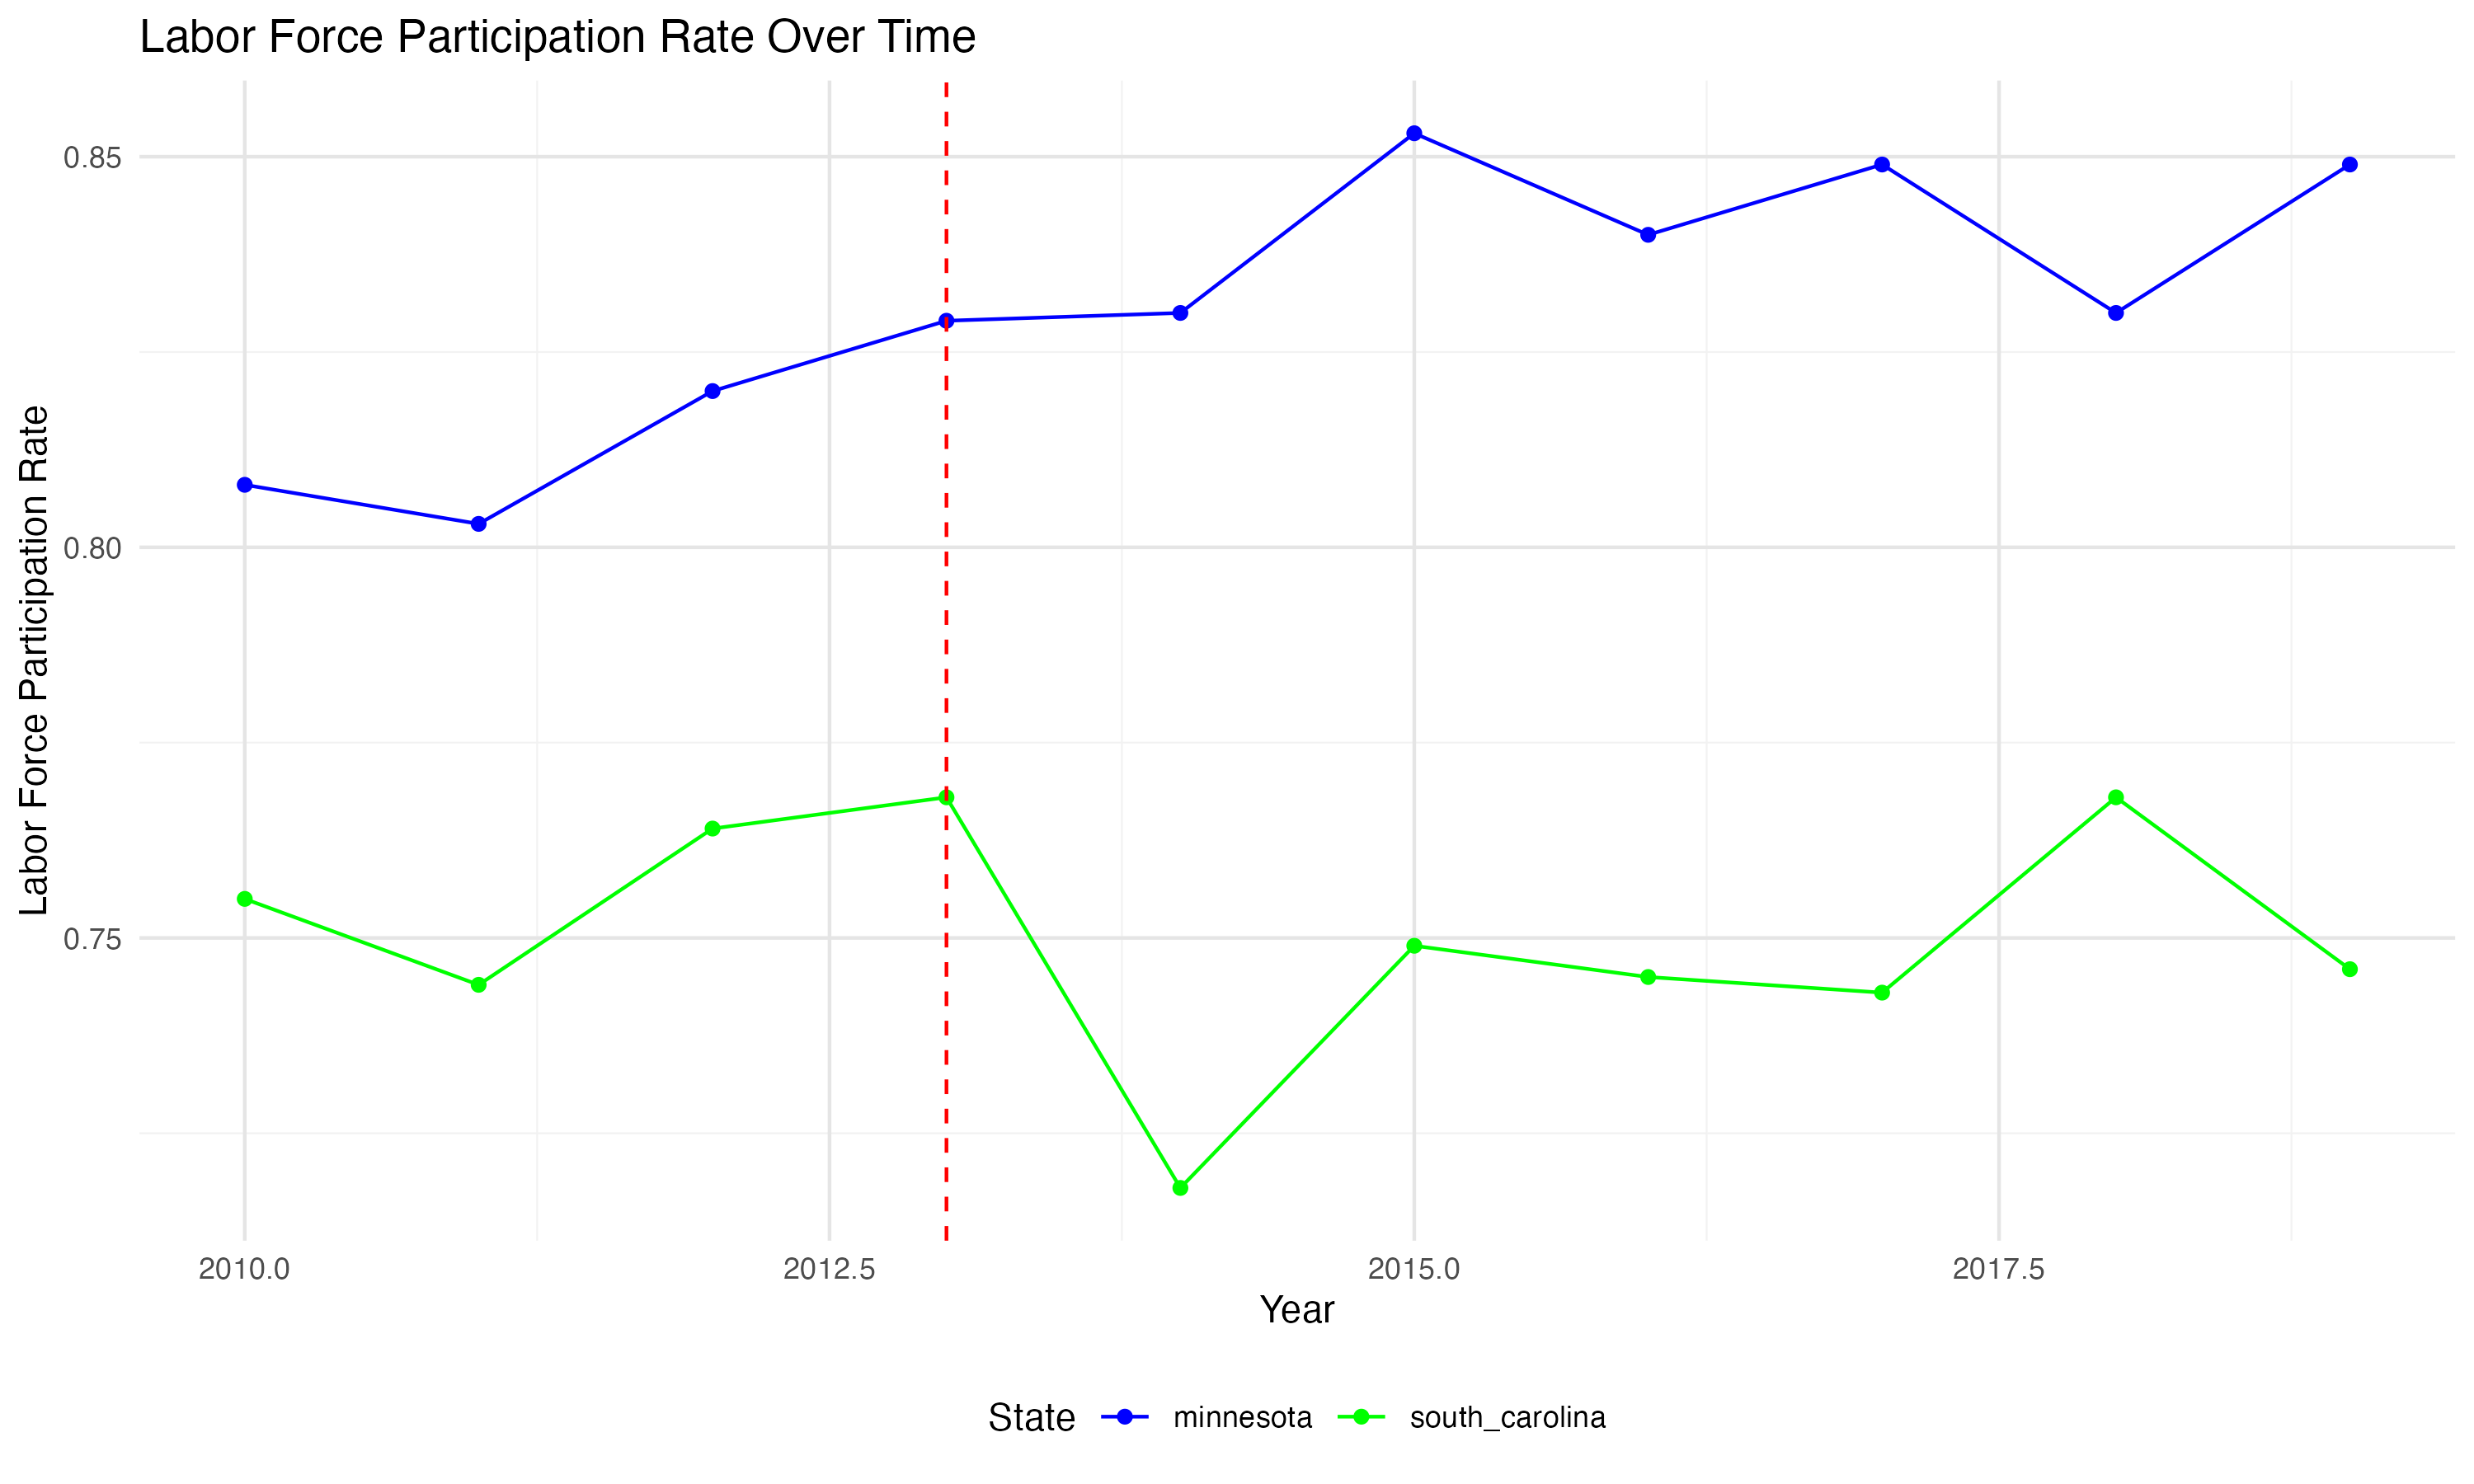 Labor Force Participation Rate Over Time
Labor Force Participation Rate
0.85
0.80
0.75
2010.0 2012.5 2015.0 2017.5
Year
State minnesota south_carolina